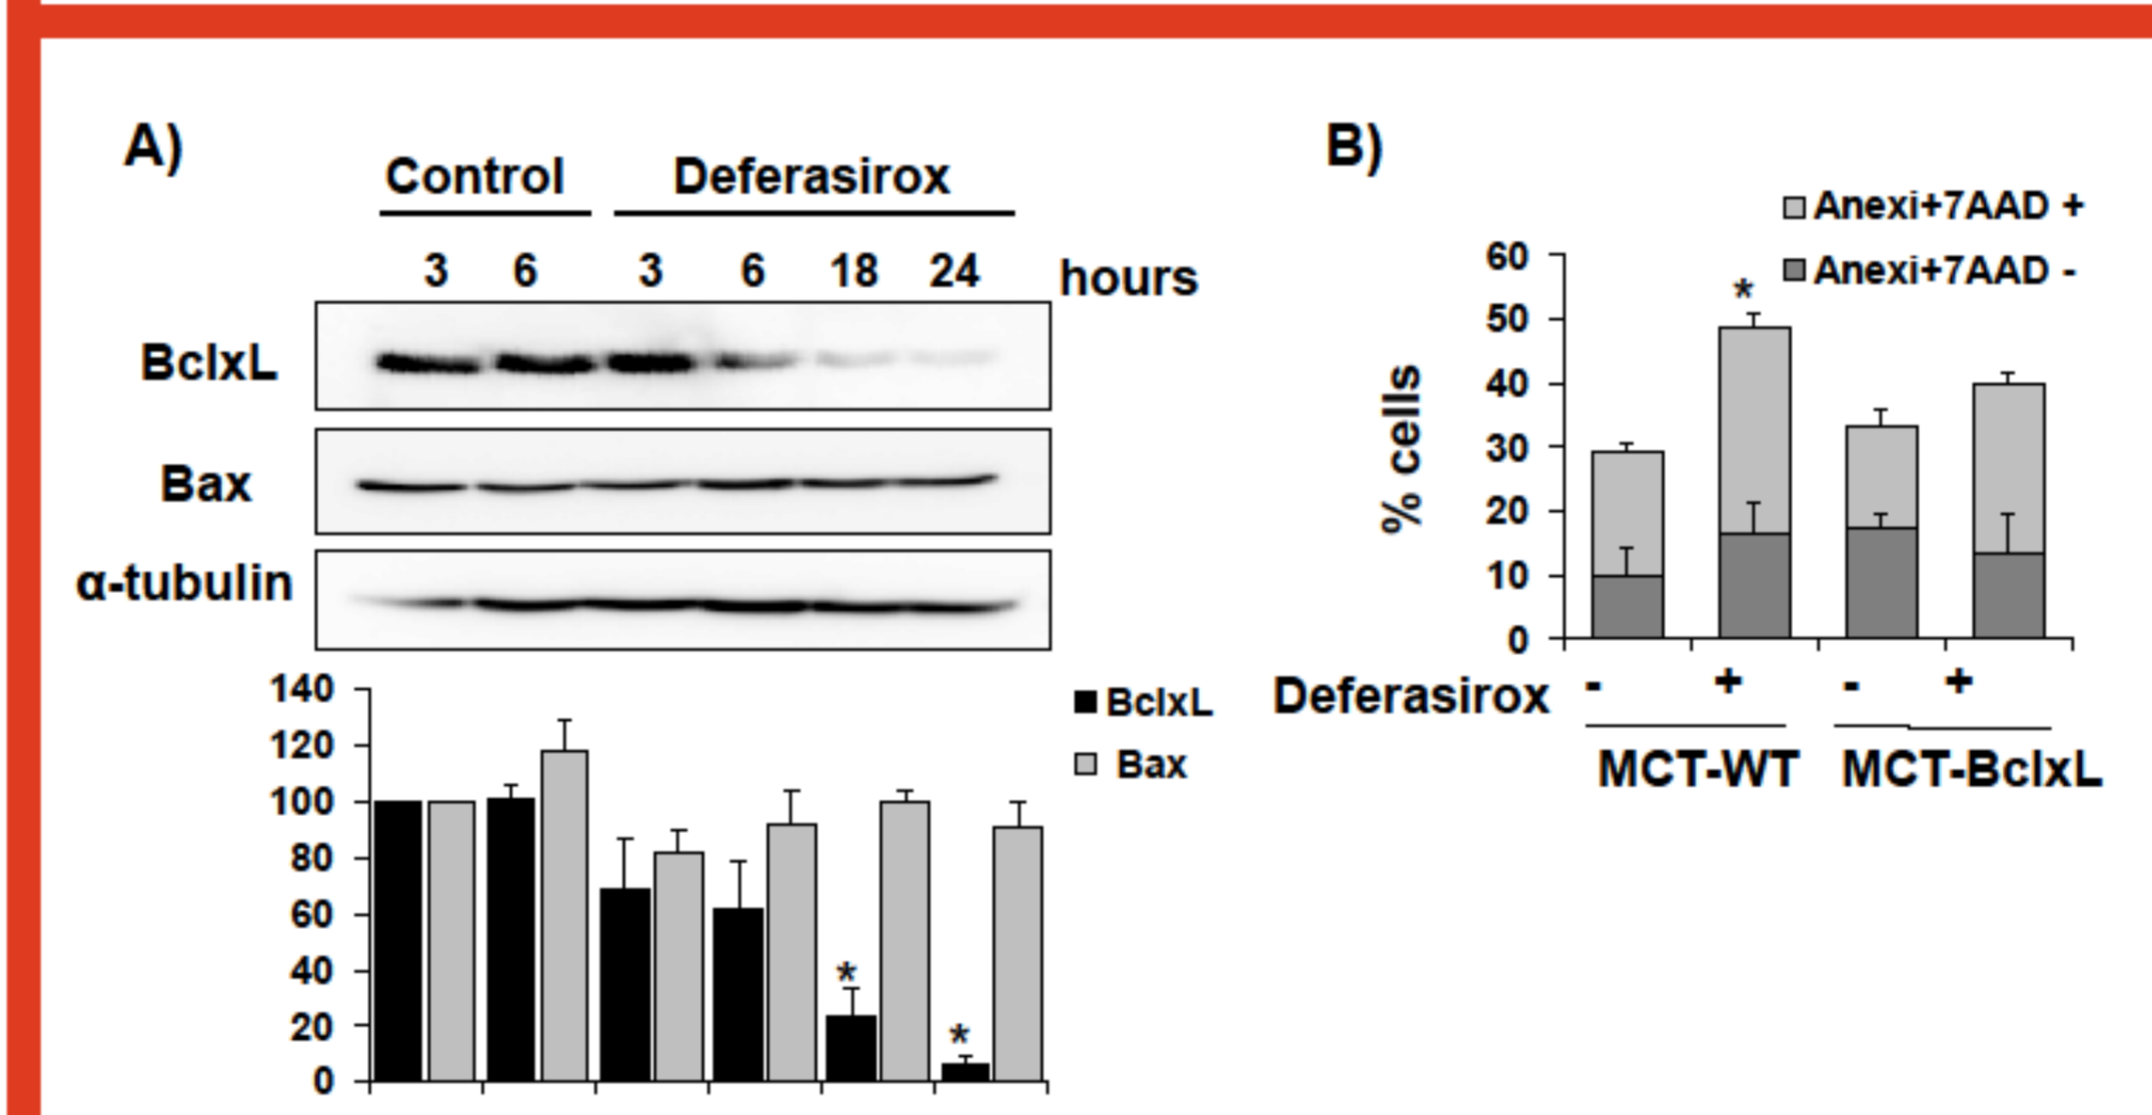 A)
Control Deferasirox
3 6 3 6 18 24 hours
BclxL
Bax
α-tubulin
140
120
100
80
60
40
20
0
BclxL
Bax
*
*
B)
Anexi+7AAD +
Anexi+7AAD -
60
50
40
30
20
10
0
% cells
*
Deferasirox - + - +
MCT-WT MCT-BclxL